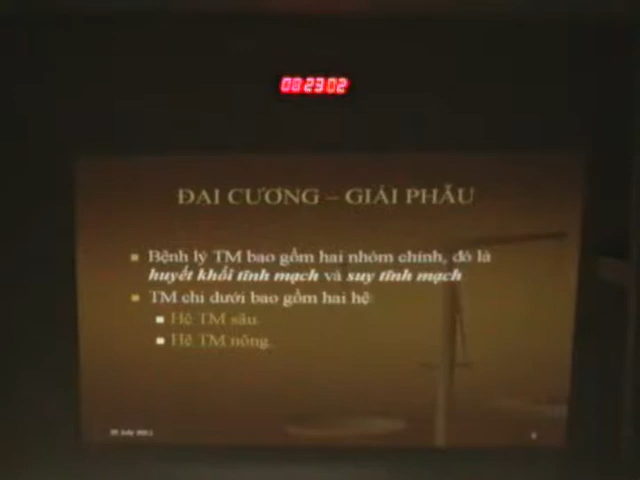 00:23:02
ĐẠI CƯƠNG – GIẢI PHẪU
Bệnh lý TM bao gồm hai nhóm chính, đó là
huyết khối tĩnh mạch và suy tĩnh mạch
TM chi dưới bao gồm hai hệ
Hệ TM sâu.
Hệ TM nông.